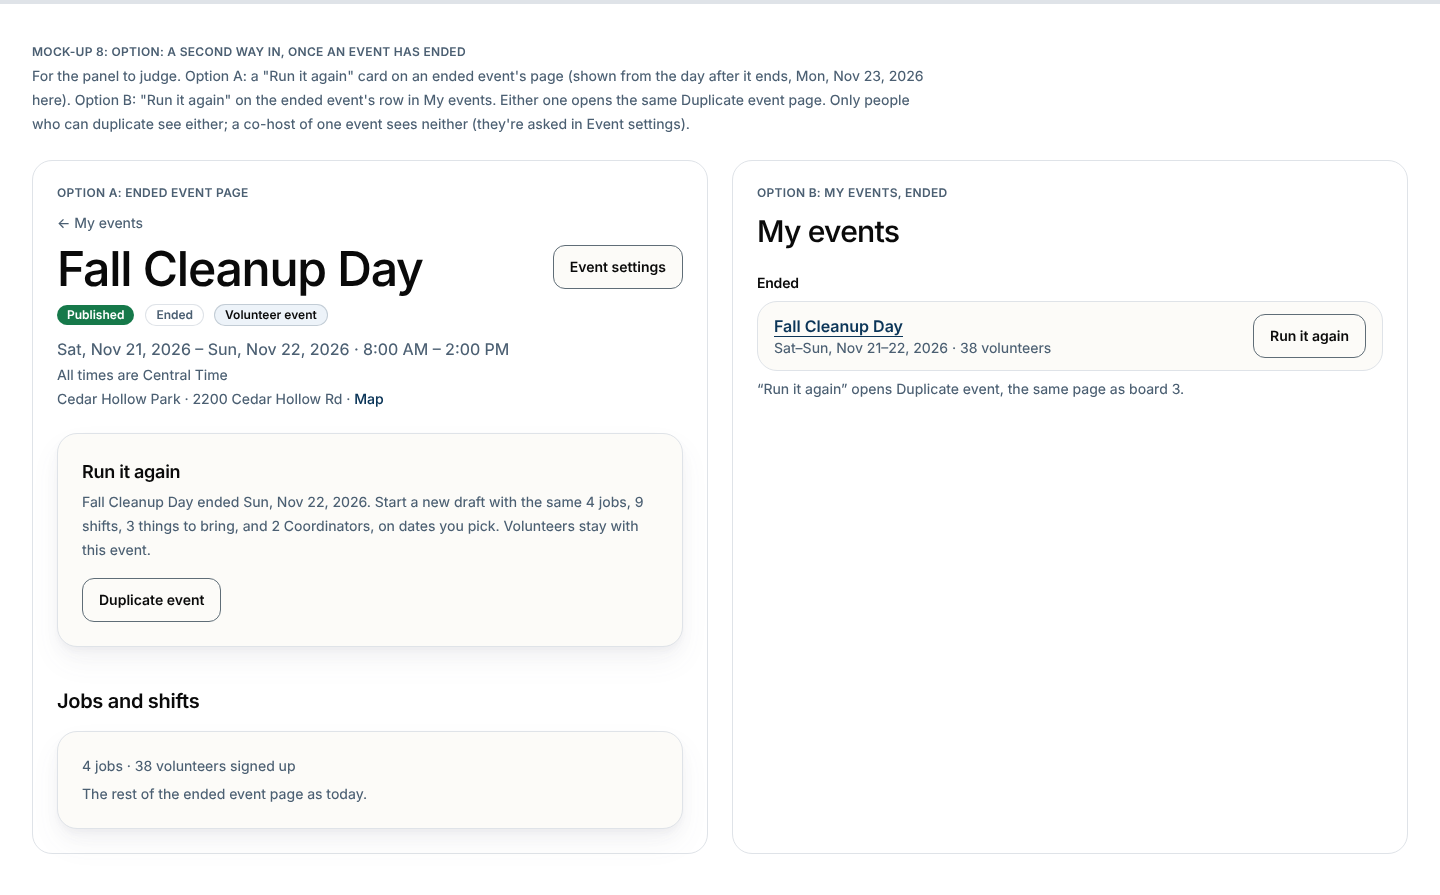 MOCK-UP 8: OPTION: A SECOND WAY IN, ONCE AN EVENT HAS ENDED
For the panel to judge. Option A: a "Run it again" card on an ended event's page (shown from the day after it ends, Mon, Nov 23, 2026
here). Option B: "Run it again" on the ended event's row in My events. Either one opens the same Duplicate event page. Only people
who can duplicate see either; a co-host of one event sees neither (they're asked in Event settings).
OPTION A: ENDED EVENT PAGE
← My events
Fall Cleanup Day
Event settings
Published
Ended
Volunteer event
Sat, Nov 21, 2026 – Sun, Nov 22, 2026 · 8:00 AM – 2:00 PM
All times are Central Time
Cedar Hollow Park · 2200 Cedar Hollow Rd · Map
Run it again
Fall Cleanup Day ended Sun, Nov 22, 2026. Start a new draft with the same 4 jobs, 9
shifts, 3 things to bring, and 2 Coordinators, on dates you pick. Volunteers stay with
this event.
Duplicate event
Jobs and shifts
4 jobs · 38 volunteers signed up
The rest of the ended event page as today.
OPTION B: MY EVENTS, ENDED
My events
Ended
Fall Cleanup Day
Sat–Sun, Nov 21–22, 2026 · 38 volunteers
Run it again
“Run it again” opens Duplicate event, the same page as board 3.